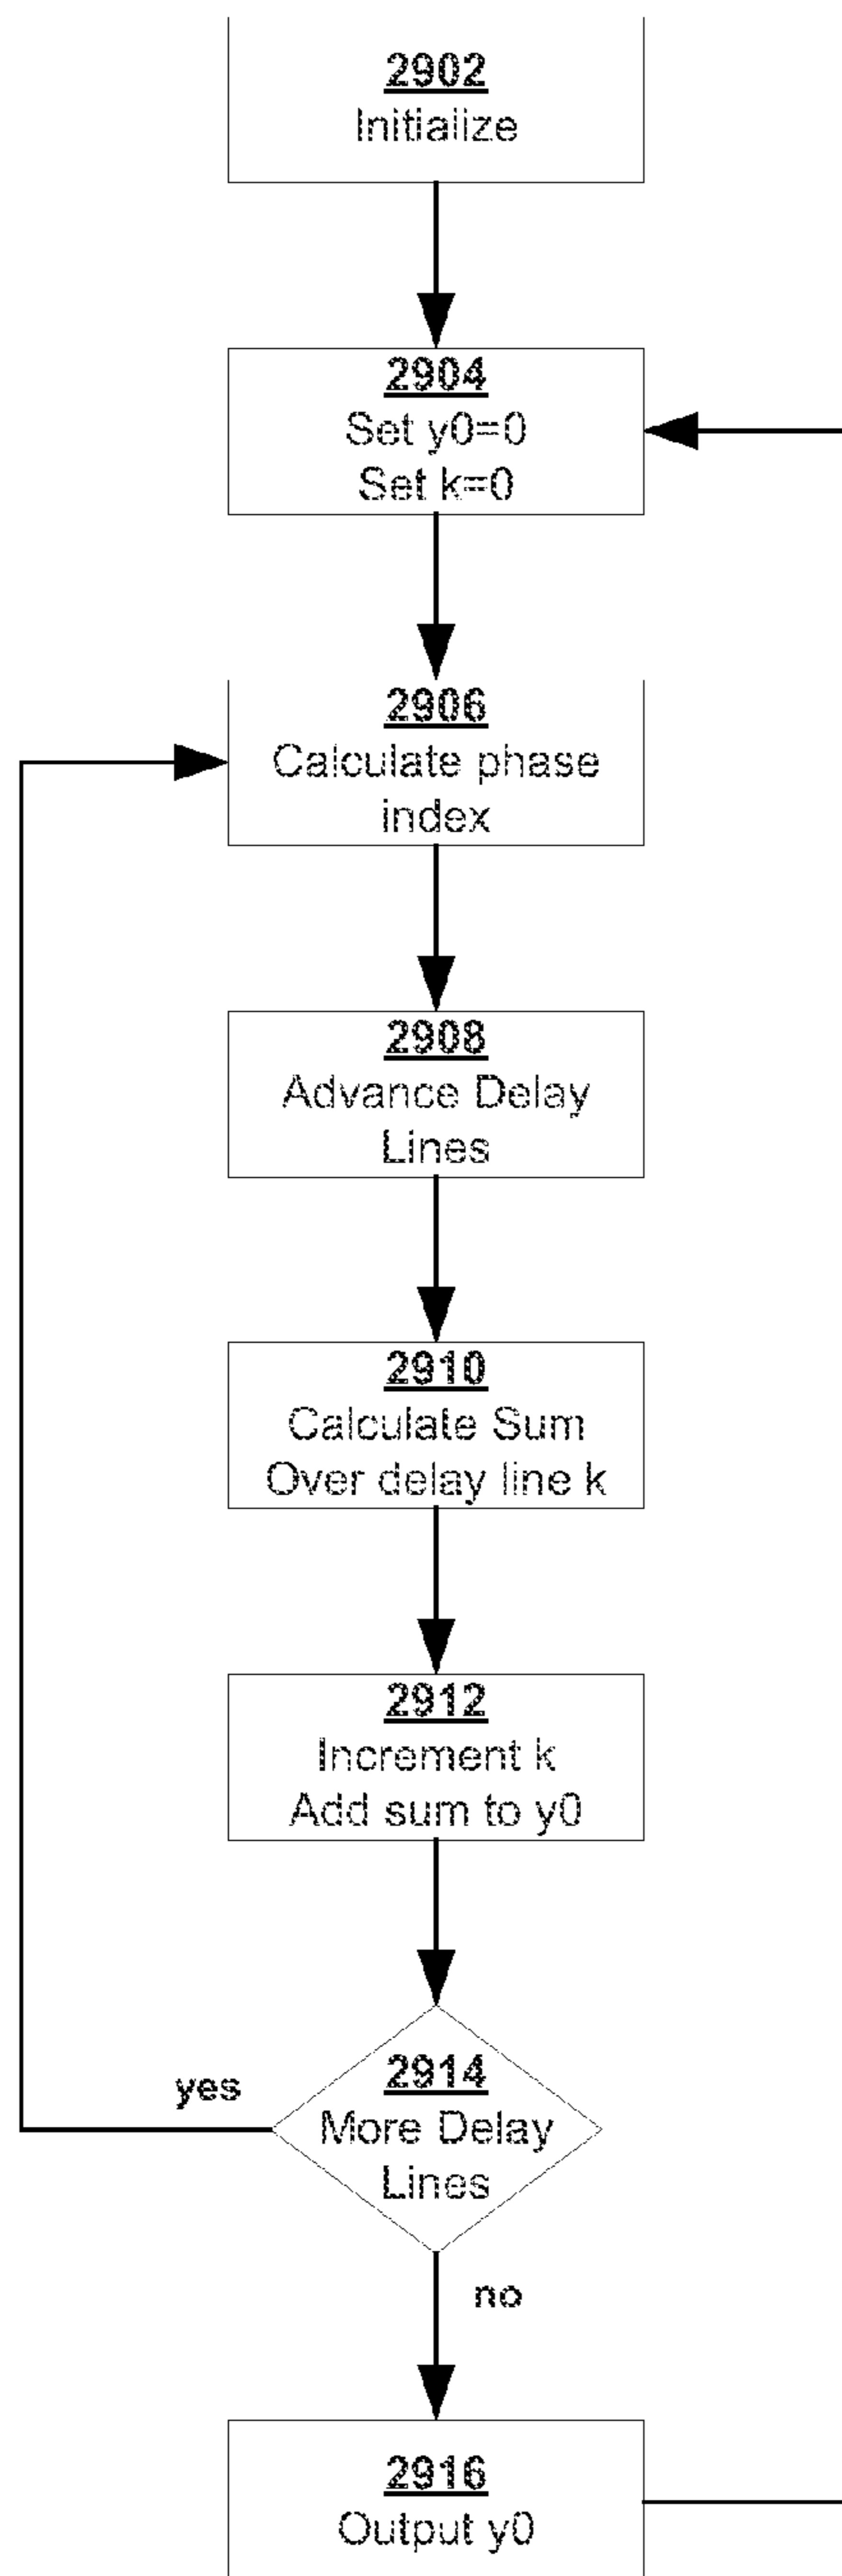 2902
Initialize
2904
Set y0=0
Set k=0
2906
Calculate phase
index
2908
Advance Delay
Lines
2910
Calculate Sum
Over delay line k
2912
Increment k
Add sum to y0
2914
yes
More Delay
Lines
no
2916
Output y0